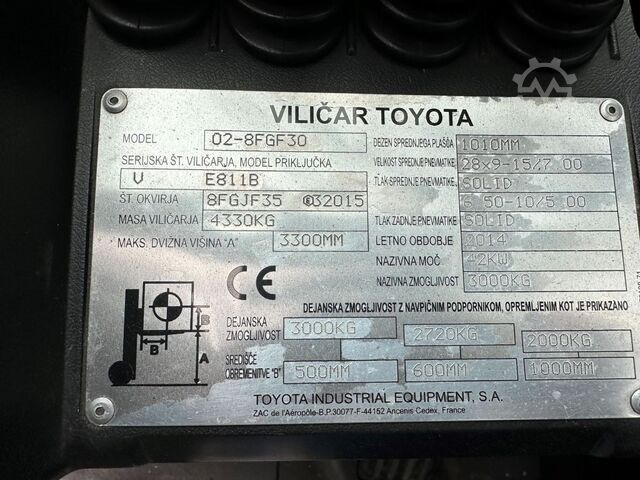 VILIČAR TOYOTA
MODEL 02-8FGF30
SERIJSKA ŠT. VILIČARJA, MODEL PRIKLJUČKA
V E811B
ŠT. OKVIRJA 8FGJF35 32015
MASA VILIČARJA 4330KG
MAKS. DVIŽNA VIŠINA "A" 3300MM
DEZEN SPREDNJEGA PLAŠČA 1010MM
VELIKOST SPREDNJE PNEVMATIKE 28x9-15/7.00
TLAK SPREDNJE PNEVMATIKE SOLID
6.50-10/5.00
TLAK ZADNJE PNEVMATIKE SOLID
LETNO OBDOBJE 2014
NAZIVNA MOČ 42KW
NAZIVNA ZMOGLJIVOST 3000KG
CE
B
B
A
DEJANSKA ZMOGLJIVOST Z NAVPIČNIM PODPORNIKOM, OPREMLJENIM KOT JE PRIKAZANO
DEJANSKA
ZMOGLJIVOST 3000KG 2720KG 2000KG
SREDIŠČE
OBREMENITVE "B" 500MM 600MM 1000MM
TOYOTA INDUSTRIAL EQUIPMENT, S.A.
ZAC de l'Aéropôle-B.P.30077-F-44152 Ancenis Cedex, France